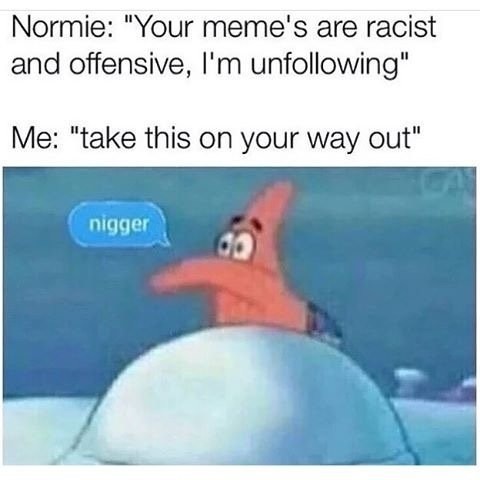 Normie: "Your meme's are racist
and offensive, I'm unfollowing"
Me: "take this on your way out"
nigger